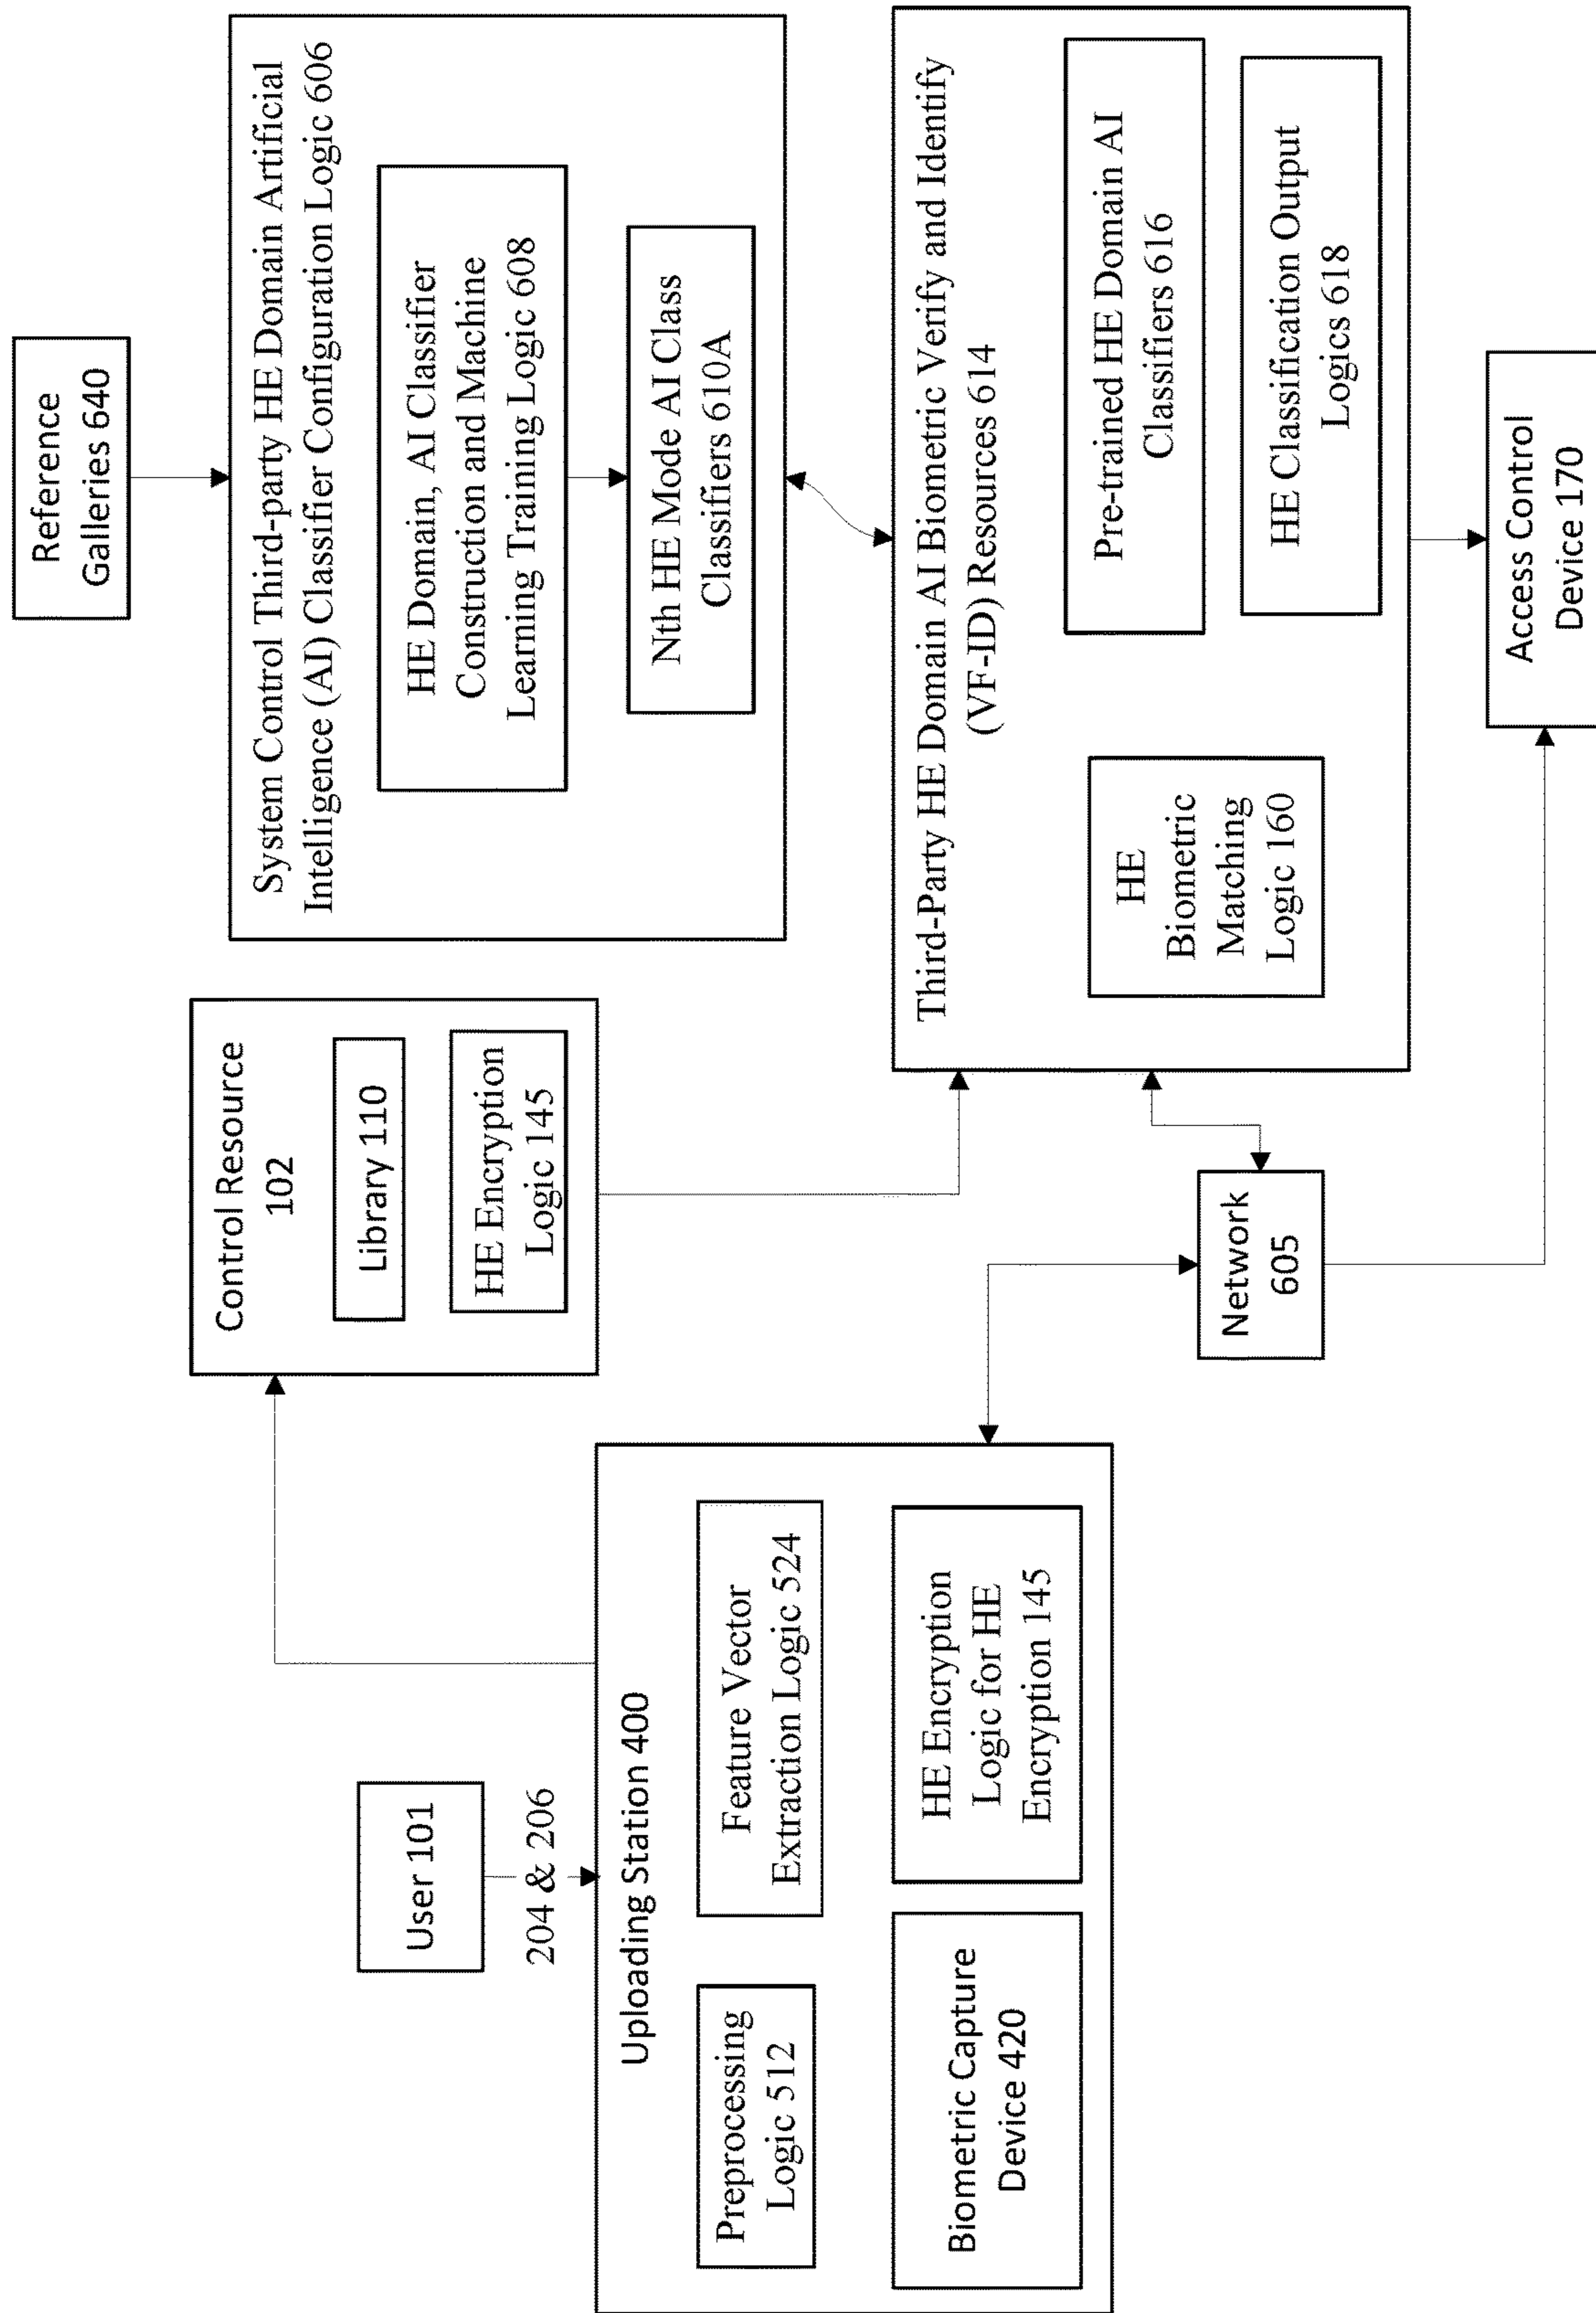 User 101
204 & 206
Uploading Station 400
Preprocessing
Logic 512
Feature Vector
Extraction Logic 524
Biometric Capture
Device 420
HE Encryption
Logic for HE
Encryption 145
Control Resource
102
Library 110
HE Encryption
Logic 145
Network
605
Reference
Galleries 640
System Control Third-party HE Domain Artificial
Intelligence (AI) Classifier Configuration Logic 606
HE Domain, AI Classifier
Construction and Machine
Learning Training Logic 608
Nth HE Mode AI Class
Classifiers 610A
Third-Party HE Domain AI Biometric Verify and Identify
(VF-ID) Resources 614
HE
Biometric
Matching
Logic 160
Pre-trained HE Domain AI
Classifiers 616
HE Classification Output
Logics 618
Access Control
Device 170